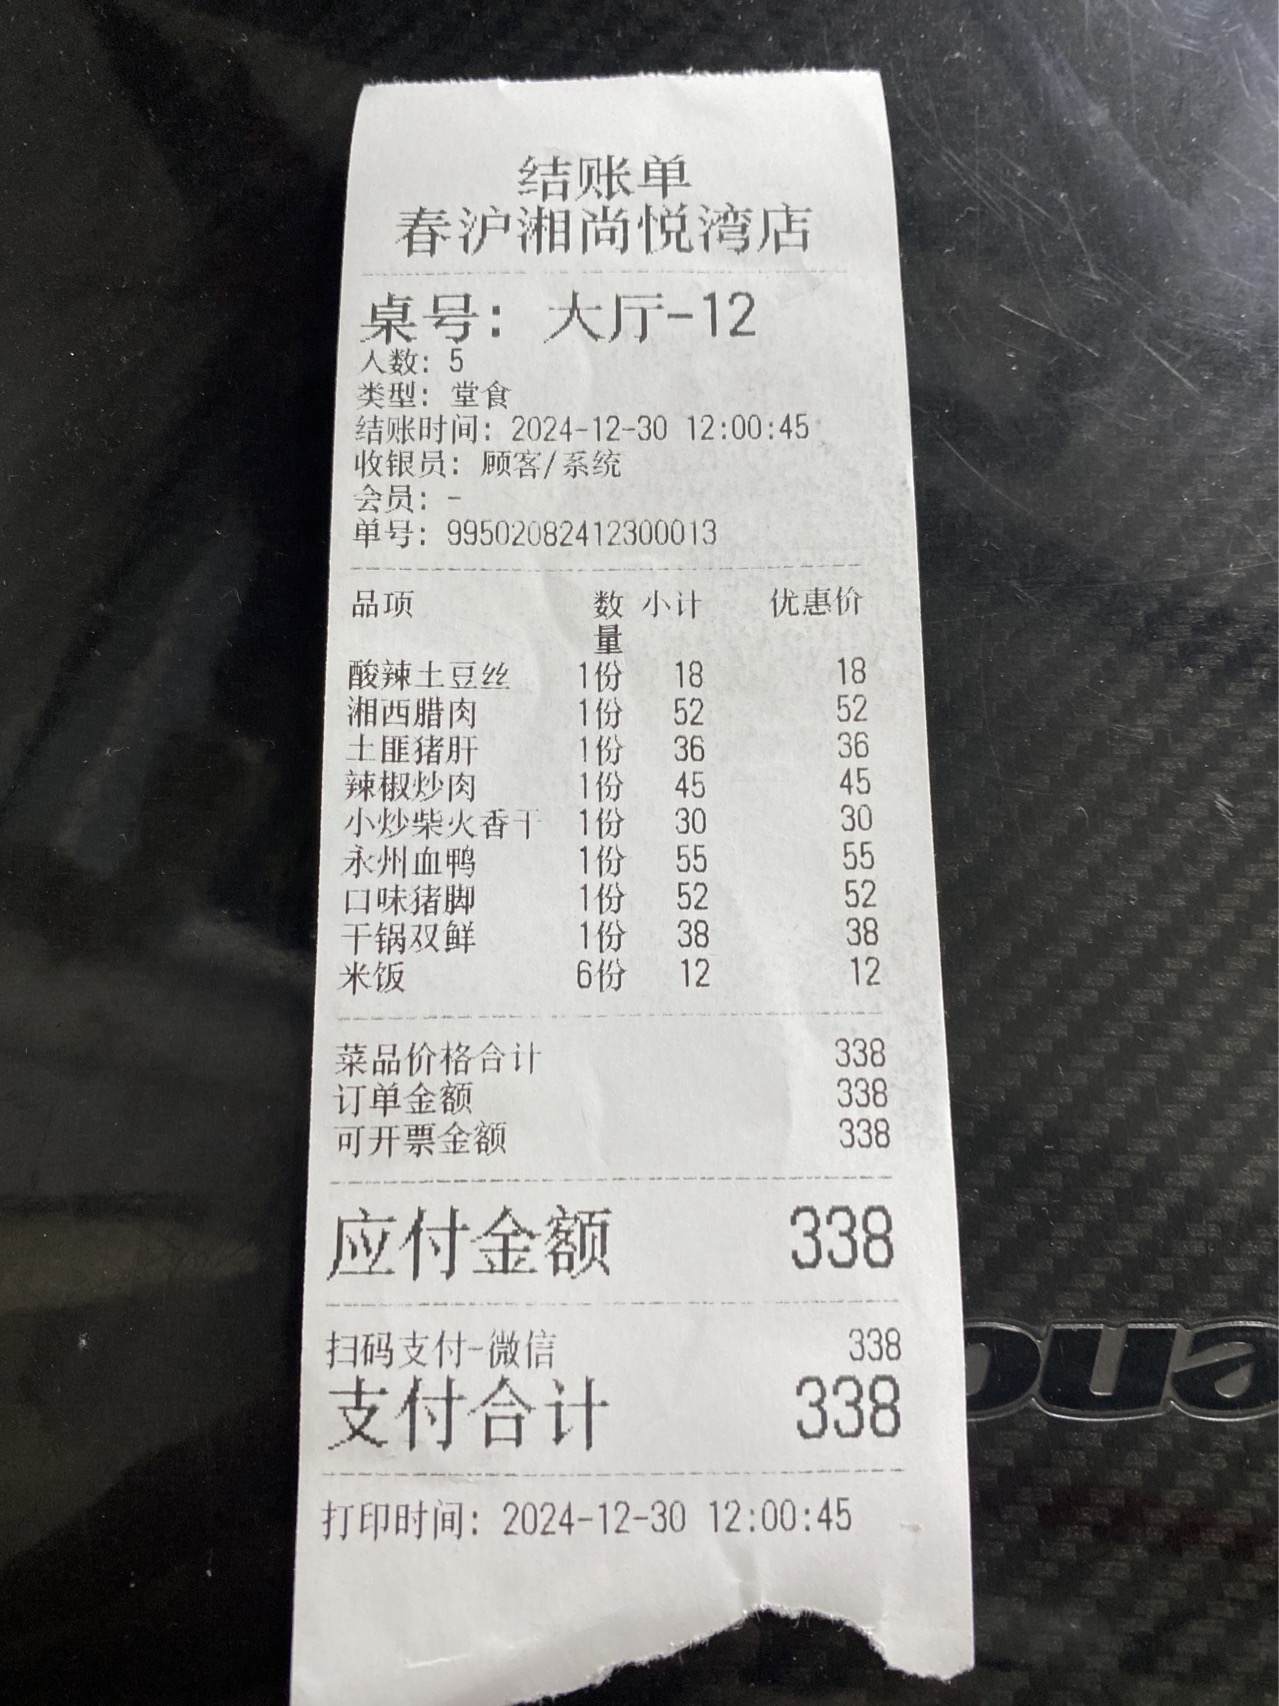 结账单
春沪湘尚悦湾店
桌号: 大厅-12
人数: 5
类型: 堂食
结账时间: 2024-12-30 12:00:45
收银员: 顾客/系统
会员: -
单号: 99502082412300013
品项 数量 小计 优惠价
酸辣土豆丝 1份 18 18
湘西腊肉 1份 52 52
土匪猪肝 1份 36 36
辣椒炒肉 1份 45 45
小炒柴火香干 1份 30 30
永州血鸭 1份 55 55
口味猪脚 1份 52 52
干锅双鲜 1份 38 38
米饭 6份 12 12
菜品价格合计 338
订单金额 338
可开票金额 338
应付金额 338
扫码支付-微信 338
支付合计 338
打印时间: 2024-12-30 12:00:45